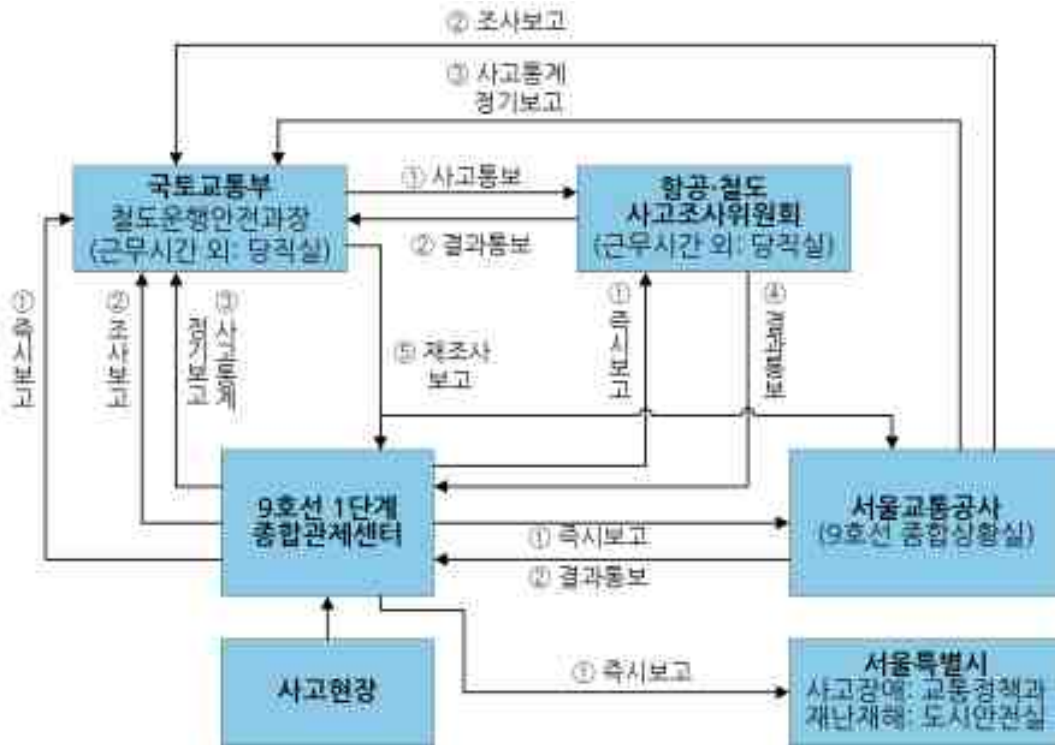 ② 조사보고
③ 사고통계
정기보고
국토교통부
철도운행안전과장
(근무시간 외: 당직실)
① 사고통보
② 결과통보
항공·철도
사고조사위원회
(근무시간 외: 당직실)
① 즉시보고
② 조사보고
③ 사고통계
정기보고
⑤ 재조사
보고
① 즉시보고
④ 결과통보
9호선 1단계
종합관제센터
① 즉시보고
② 결과통보
서울교통공사
(9호선 종합상황실)
사고현장
① 즉시보고
서울특별시
사고장애: 교통정책과
재난재해: 도시안전실